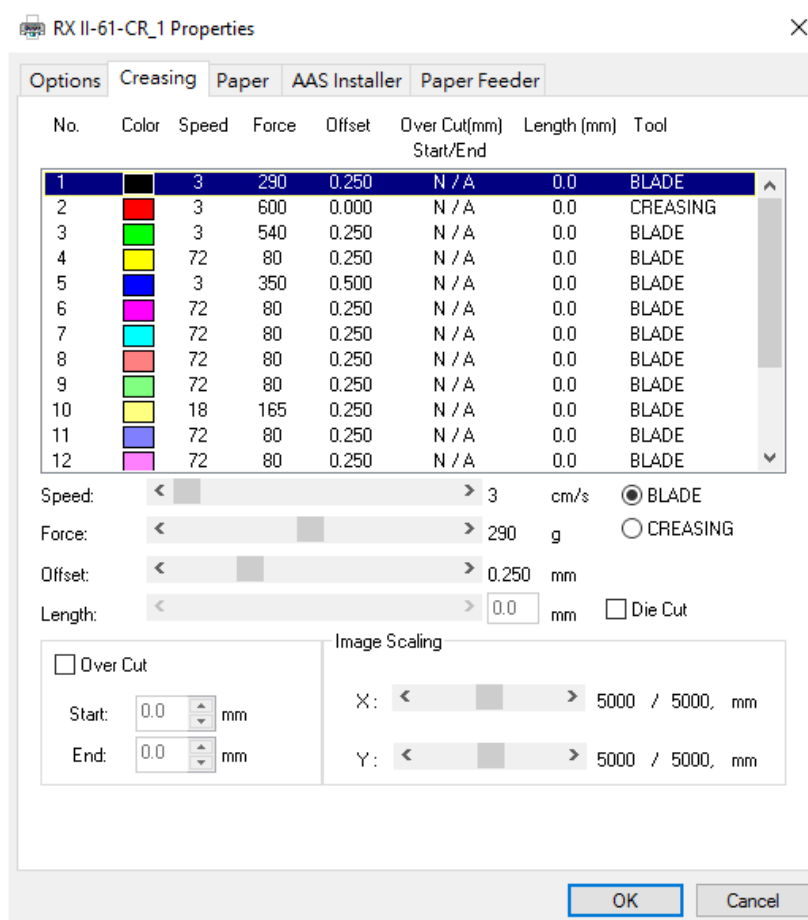 RX II-61-CR_1 Properties
Options Creasing Paper AAS Installer Paper Feeder
No. Color Speed Force Offset Over Cut(mm) Length (mm) Tool
Start/End
1 3 290 0.250 N / A 0.0 BLADE
2 3 600 0.000 N / A 0.0 CREASING
3 3 540 0.250 N / A 0.0 BLADE
4 72 80 0.250 N / A 0.0 BLADE
5 3 350 0.500 N / A 0.0 BLADE
6 72 80 0.250 N / A 0.0 BLADE
7 72 80 0.250 N / A 0.0 BLADE
8 72 80 0.250 N / A 0.0 BLADE
9 72 80 0.250 N / A 0.0 BLADE
10 18 165 0.250 N / A 0.0 BLADE
11 72 80 0.250 N / A 0.0 BLADE
12 72 80 0.250 N / A 0.0 BLADE
Speed: 3 cm/s BLADE
Force: 290 g CREASING
Offset: 0.250 mm
Length: 0.0 mm Die Cut
Over Cut
Start: 0.0 mm
End: 0.0 mm
Image Scaling
X: 5000 / 5000, mm
Y: 5000 / 5000, mm
OK Cancel